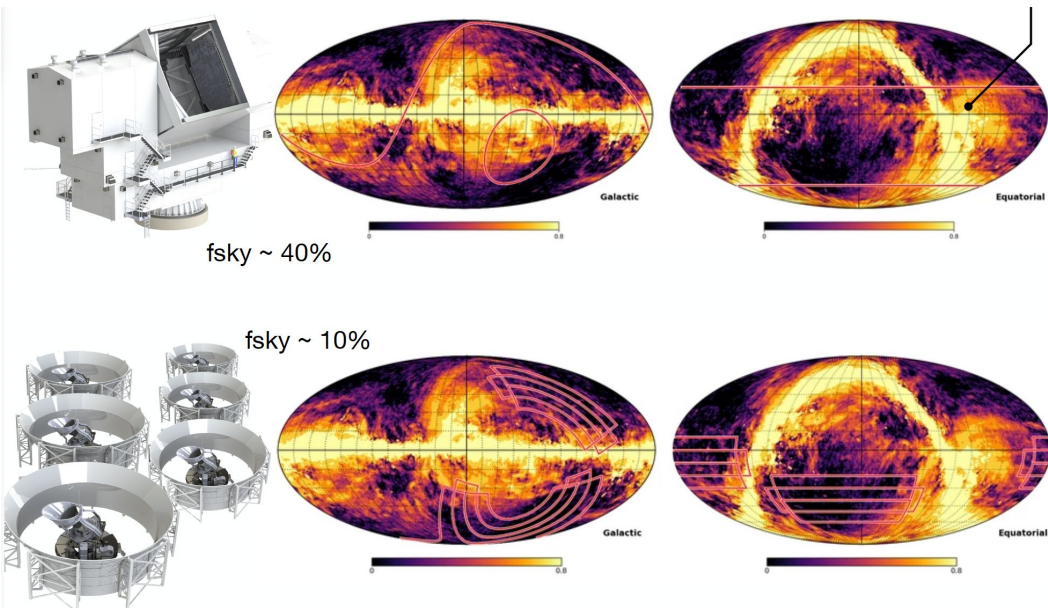 Galactic
Equatorial
0 0.8
0 0.8
fsky ~ 40%
fsky ~ 10%
Galactic
Equatorial
0 0.8
0 0.8